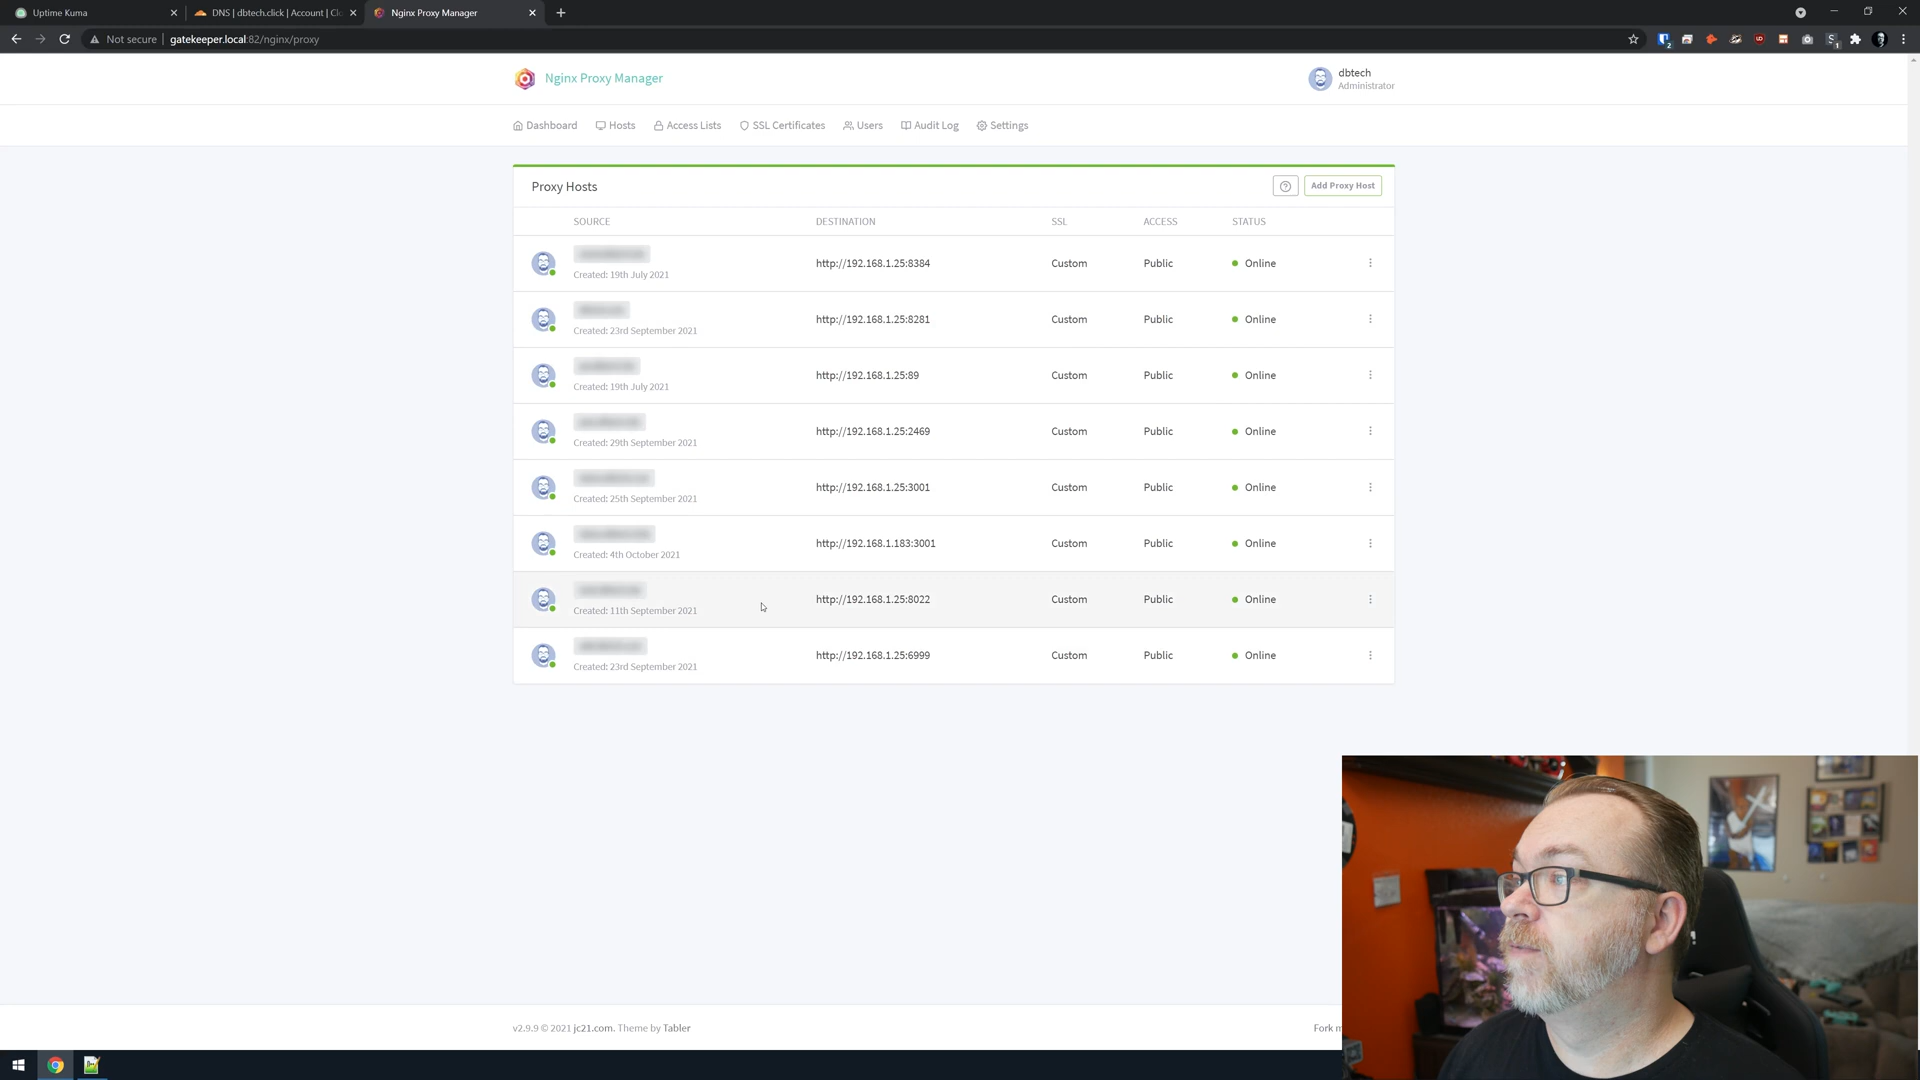 Uptime Kuma
DNS | dbtech.click | Account | Clo
Nginx Proxy Manager
Not secure
gatekeeper.local:82/nginx/proxy
Nginx Proxy Manager
dbtech
Administrator
Dashboard
Hosts
Access Lists
SSL Certificates
Users
Audit Log
Settings
Proxy Hosts
Add Proxy Host
SOURCE DESTINATION SSL ACCESS STATUS
http://192.168.1.25:8384 Custom Public Online
Created: 19th July 2021
http://192.168.1.25:8281 Custom Public Online
Created: 23rd September 2021
http://192.168.1.25:89 Custom Public Online
Created: 19th July 2021
http://192.168.1.25:2469 Custom Public Online
Created: 29th September 2021
http://192.168.1.25:3001 Custom Public Online
Created: 25th September 2021
http://192.168.1.183:3001 Custom Public Online
Created: 4th October 2021
http://192.168.1.25:8022 Custom Public Online
Created: 11th September 2021
http://192.168.1.25:6999 Custom Public Online
Created: 23rd September 2021
v2.9.9 © 2021 jc21.com. Theme by Tabler
Fork m